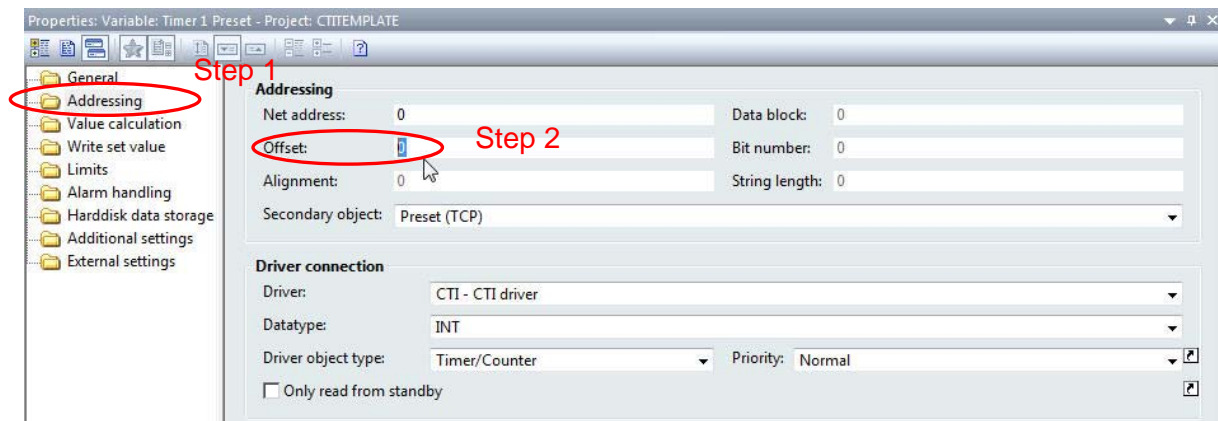 Properties: Variable: Timer 1 Preset - Project: CTITEMPLATE
Step 1
General
Addressing
Value calculation
Write set value
Limits
Alarm handling
Harddisk data storage
Additional settings
External settings
Addressing
Net address: 0 Data block: 0
Offset: 0 Step 2 Bit number: 0
Alignment: 0 String length: 0
Secondary object: Preset (TCP)
Driver connection
Driver: CTI - CTI driver
Datatype: INT
Driver object type: Timer/Counter Priority: Normal
Only read from standby